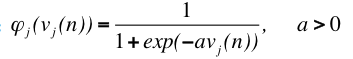 φj(vj(n)) = 1 / (1 + exp(−avj(n))), a > 0